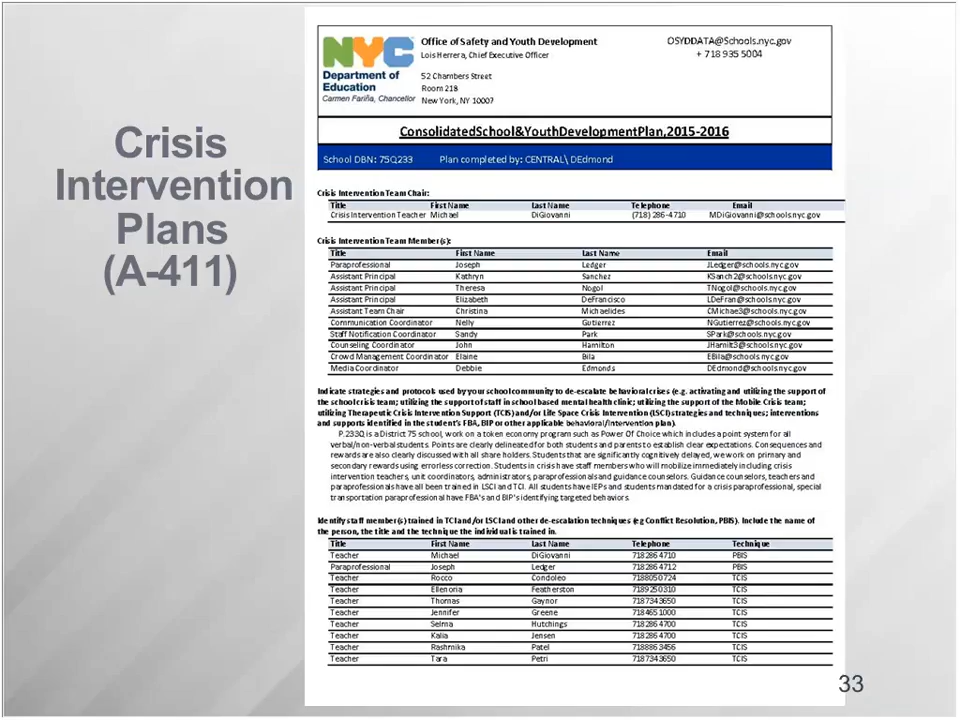 Crisis
Intervention
Plans
(A-411)
NYC
Department of
Education
Carmen Fariña, Chancellor
Office of Safety and Youth Development
Lois Herrera, Chief Executive Officer
52 Chambers Street
Room 218
New York, NY 10007
OSYDDATA@Schools.nyc.gov
+ 718 935 5004
ConsolidatedSchool&YouthDevelopmentPlan,2015-2016
School DBN: 75Q233 Plan completed by: CENTRAL\ DEdmond
Crisis Intervention Team Chair:
Title First Name Last Name Telephone Email
Crisis Intervention Teacher Michael DiGiovanni (718) 286-4710 MDiGiovanni@schools.nyc.gov
Crisis Intervention Team Member(s):
Title First Name Last Name Email
Paraprofessional Joseph Ledger JLedger@schools.nyc.gov
Assistant Principal Kathryn Sanchez KSanch2@schools.nyc.gov
Assistant Principal Theresa Nogol TNogol@schools.nyc.gov
Assistant Principal Elizabeth DeFrancisco LDeFran@schools.nyc.gov
Assistant Team Chair Christina Michaelides CMichae3@schools.nyc.gov
Communication Coordinator Nelly Gutierrez NGutierrez@schools.nyc.gov
Staff Notification Coordinator Sandy Park SPark@schools.nyc.gov
Counseling Coordinator John Hamilton JHamilt3@schools.nyc.gov
Crowd Management Coordinator Elaine Bila EBila@schools.nyc.gov
Media Coordinator Debbie Edmonds DEdmond@schools.nyc.gov
Indicate strategies and protocols used by your school community to de-escalate behavioral crises (e.g. activating and utilizing the support of
the school crisis team; utilizing the support of staff in school based mental health clinic; utilizing the support of the Mobile Crisis team;
utilizing Therapeutic Crisis Intervention Support (TCIS) and/or Life Space Crisis Intervention (LSCI) strategies and techniques; interventions
and supports identified in the student's FBA, BIP or other applicable behavioral/intervention plan).
P.233Q is a District 75 school, work on a token economy program such as Power Of Choice which includes a point system for all
verbal/non-verbal students. Points are clearly delineated for both students and parents to establish clear expectations. Consequences and
rewards are also clearly discussed with all share holders. Students that are significantly cognitively delayed, we work on primary and
secondary rewards using errorless correction. Students in crisis have staff members who will mobilize immediately including crisis
intervention teachers, unit coordinators, administrators, paraprofessionals and guidance counselors. Guidance counselors, teachers and
paraprofessionals have all been trained in LSCI and TCI. All students have IEPs and students mandated for a crisis paraprofessional, special
transportation paraprofessional have FBA's and BIP's identifying targeted behaviors.
Identify staff member(s) trained in TCI and/or LSCI and other de-escalation techniques (eg Conflict Resolution, PBIS). Include the name of
the person, the title and the technique the individual is trained in.
Title First Name Last Name Telephone Technique
Teacher Michael DiGiovanni 718 286 4710 PBIS
Paraprofessional Joseph Ledger 718 286 4712 PBIS
Teacher Rocco Condoleo 7188050724 TCIS
Teacher Ellenoria Featherston 7189250310 TCIS
Teacher Thomas Gaynor 7187343650 TCIS
Teacher Jennifer Greene 7184651000 TCIS
Teacher Selma Hutchings 718 286 4700 TCIS
Teacher Kalia Jensen 718 286 4700 TCIS
Teacher Rashmika Patel 7188863456 TCIS
Teacher Tara Petri 7187343650 TCIS
33